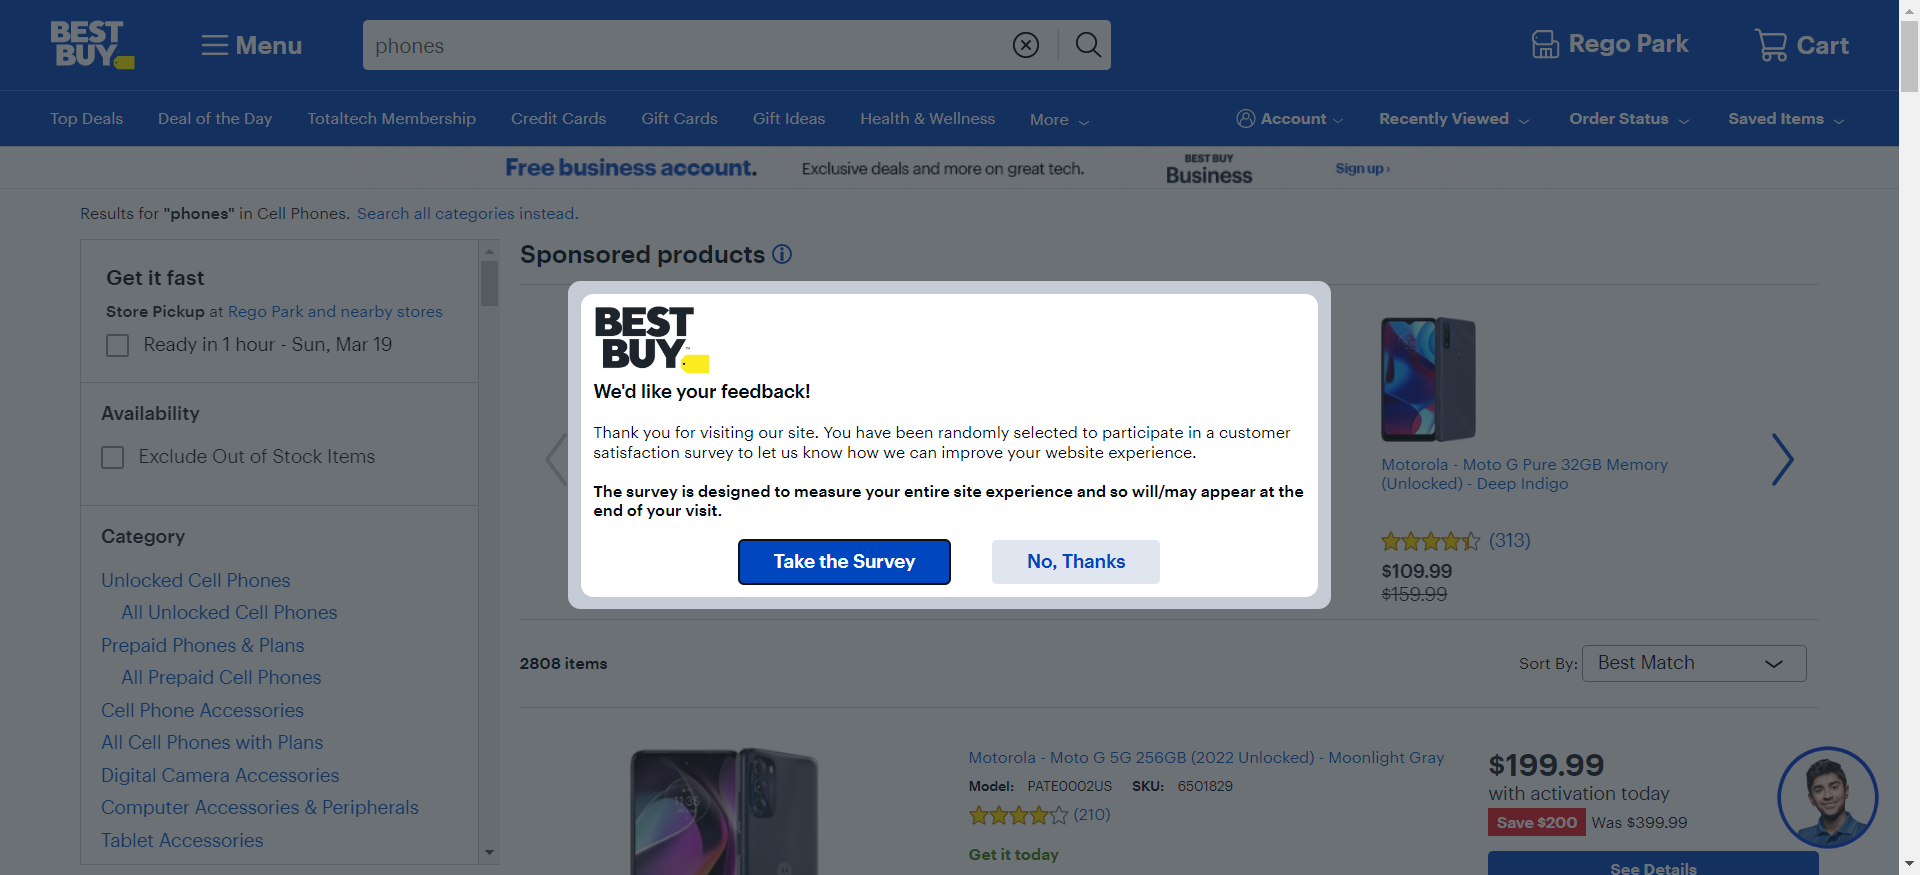 BEST
BUY
Menu
phones
Rego Park
Cart
Top Deals
Deal of the Day
Totaltech Membership
Credit Cards
Gift Cards
Gift Ideas
Health & Wellness
More
Account
Recently Viewed
Order Status
Saved Items
Free business account.
Exclusive deals and more on great tech.
BEST BUY
Business
Sign up ›
Results for "phones" in Cell Phones. Search all categories instead.
Get it fast
Store Pickup at Rego Park and nearby stores
Ready in 1 hour - Sun, Mar 19
Availability
Exclude Out of Stock Items
Category
Unlocked Cell Phones
All Unlocked Cell Phones
Prepaid Phones & Plans
All Prepaid Cell Phones
Cell Phone Accessories
All Cell Phones with Plans
Digital Camera Accessories
Computer Accessories & Peripherals
Tablet Accessories
Sponsored products
BEST
BUY
We'd like your feedback!
Thank you for visiting our site. You have been randomly selected to participate in a customer
satisfaction survey to let us know how we can improve your website experience.
The survey is designed to measure your entire site experience and so will/may appear at the
end of your visit.
Take the Survey
No, Thanks
Motorola - Moto G Pure 32GB Memory
(Unlocked) - Deep Indigo
(313)
$109.99
$159.99
2808 items
Sort By: Best Match
11:35
Motorola - Moto G 5G 256GB (2022 Unlocked) - Moonlight Gray
Model: PATE0002US SKU: 6501829
(210)
Get it today
$199.99
with activation today
Save $200 Was $399.99
See Details